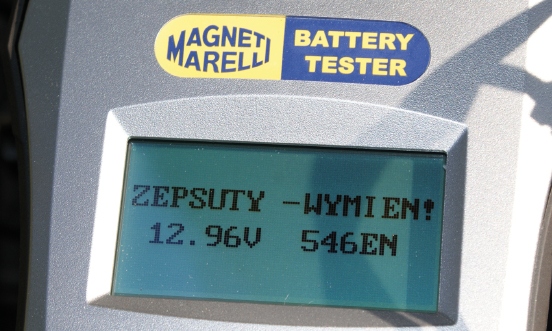 MAGNETI
MARELLI
BATTERY
TESTER
ZEPSUTY -WYMIEN!
12.96V 546EN